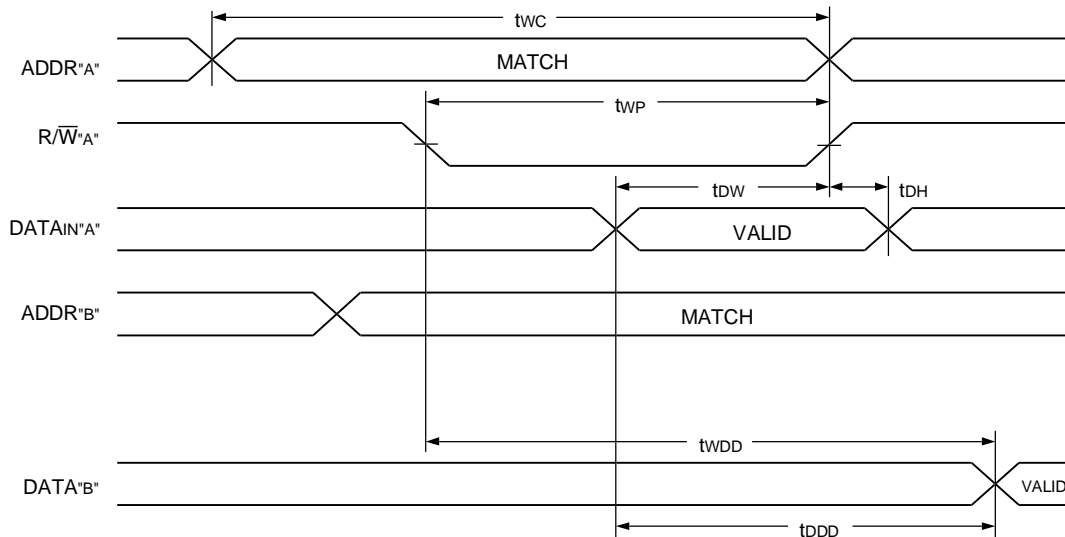 tWC
ADDR"A"
MATCH
tWP
R/W̅"A"
tDW
tDH
DATAIN"A"
VALID
ADDR"B"
MATCH
tWDD
DATA"B"
VALID
tDDD